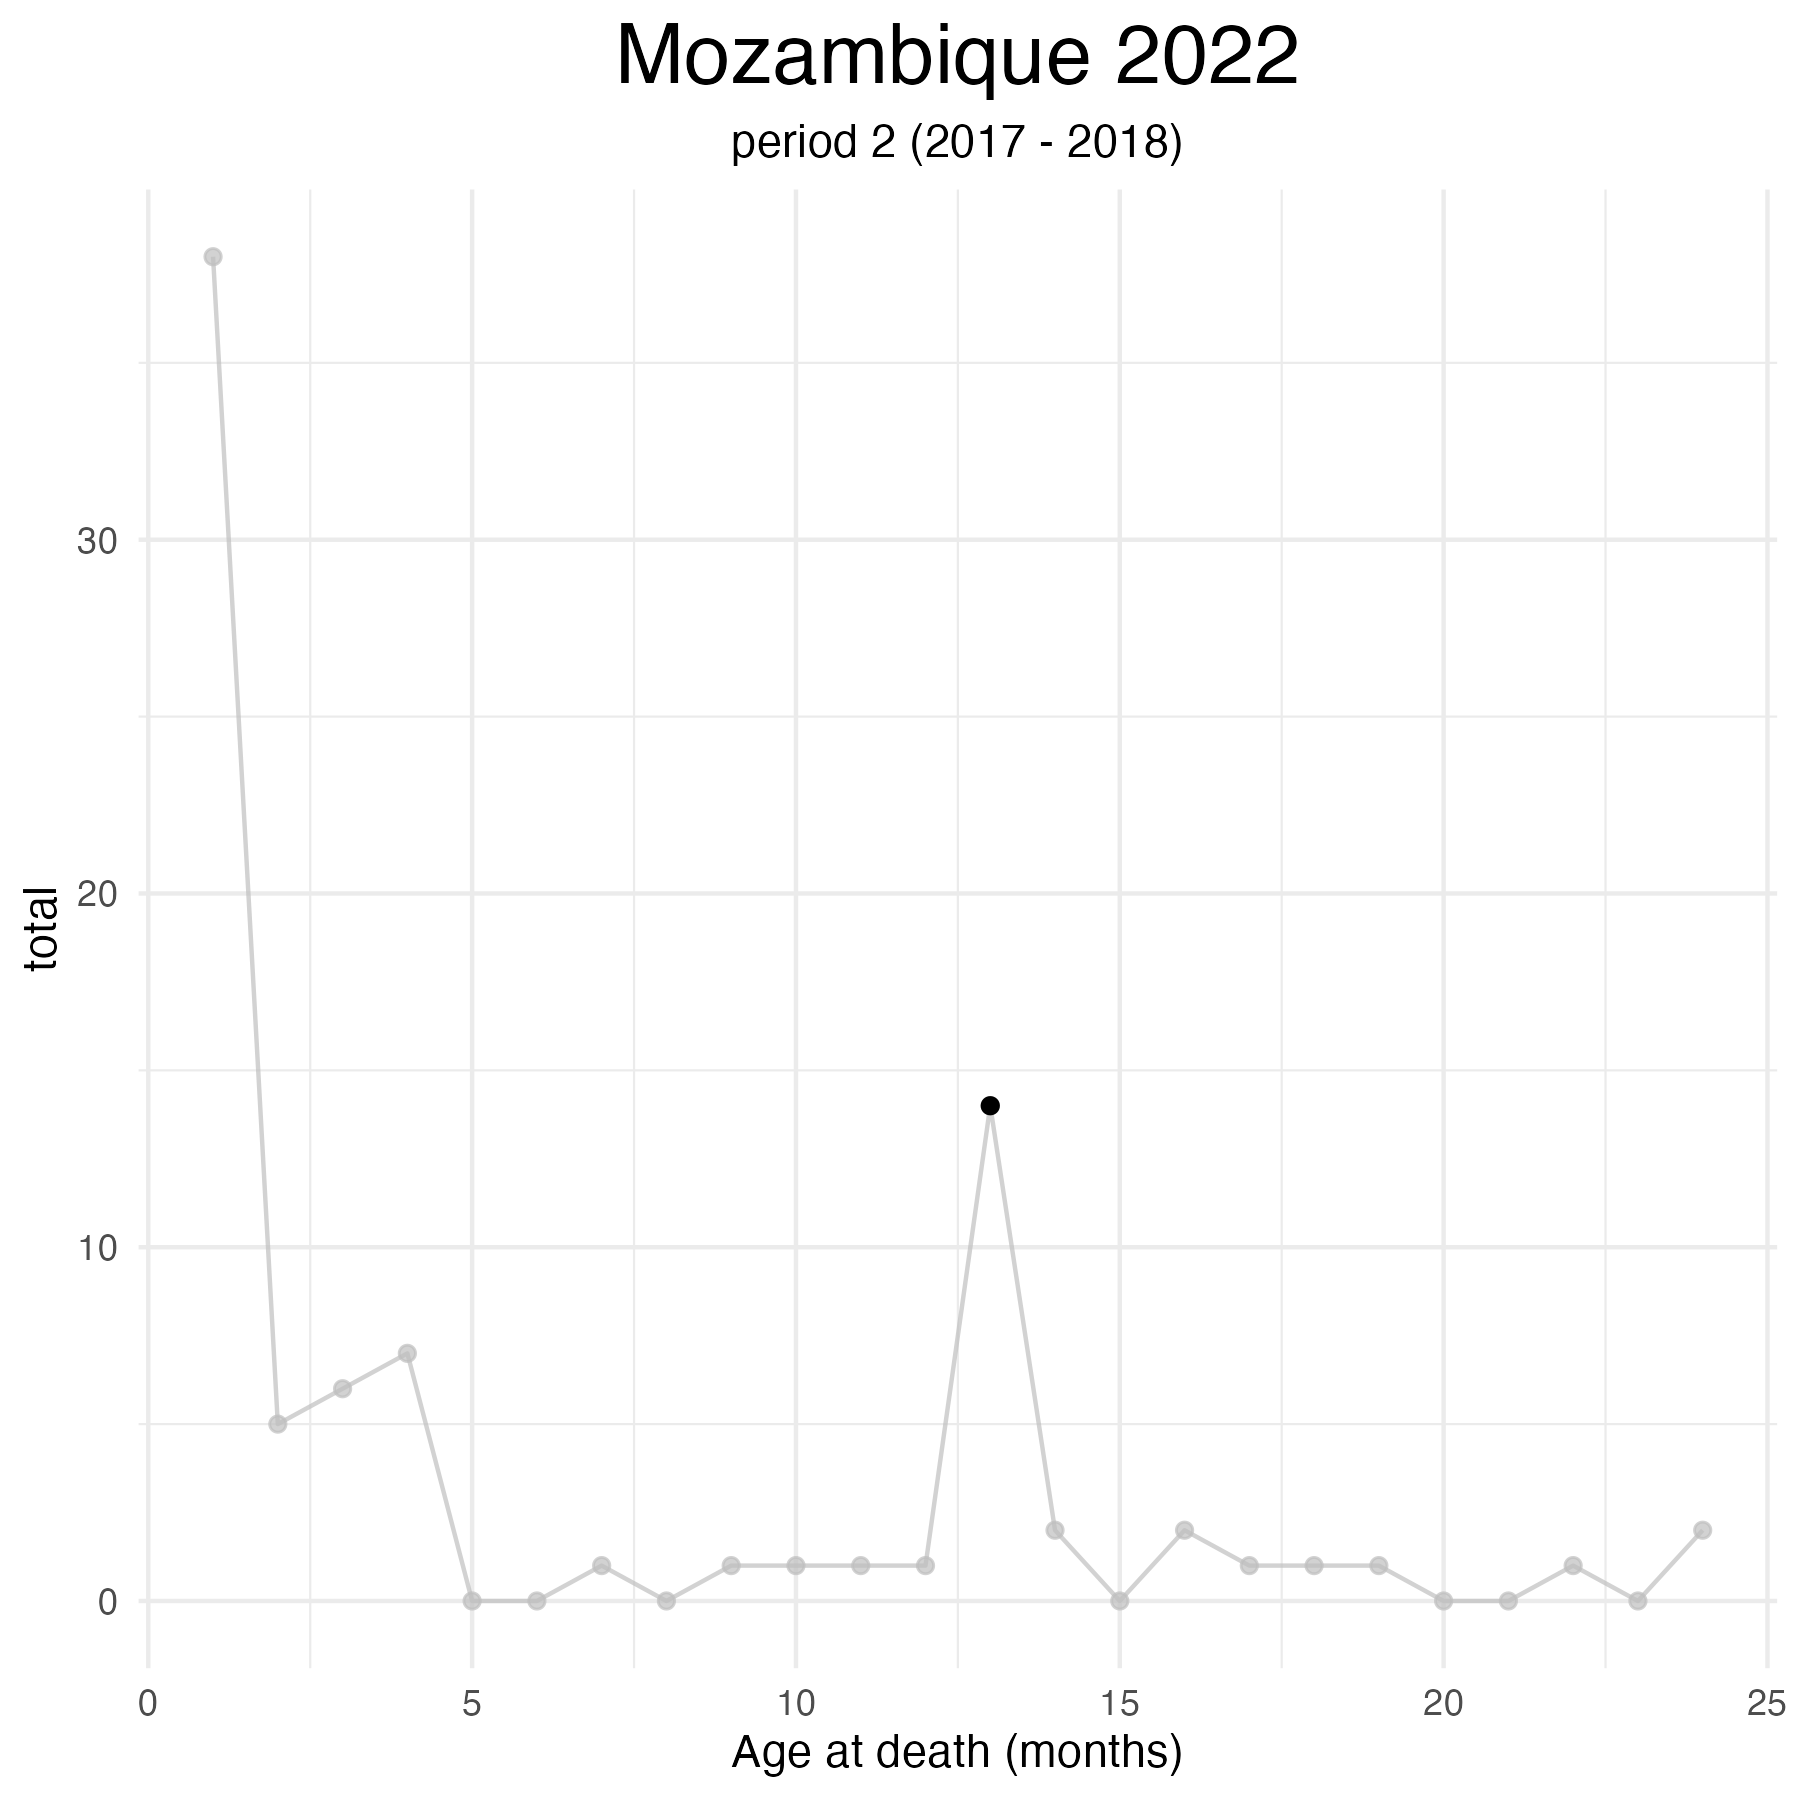 Mozambique 2022
period 2 (2017 - 2018)
total
30
20
10
0
0 5 10 15 20 25
Age at death (months)